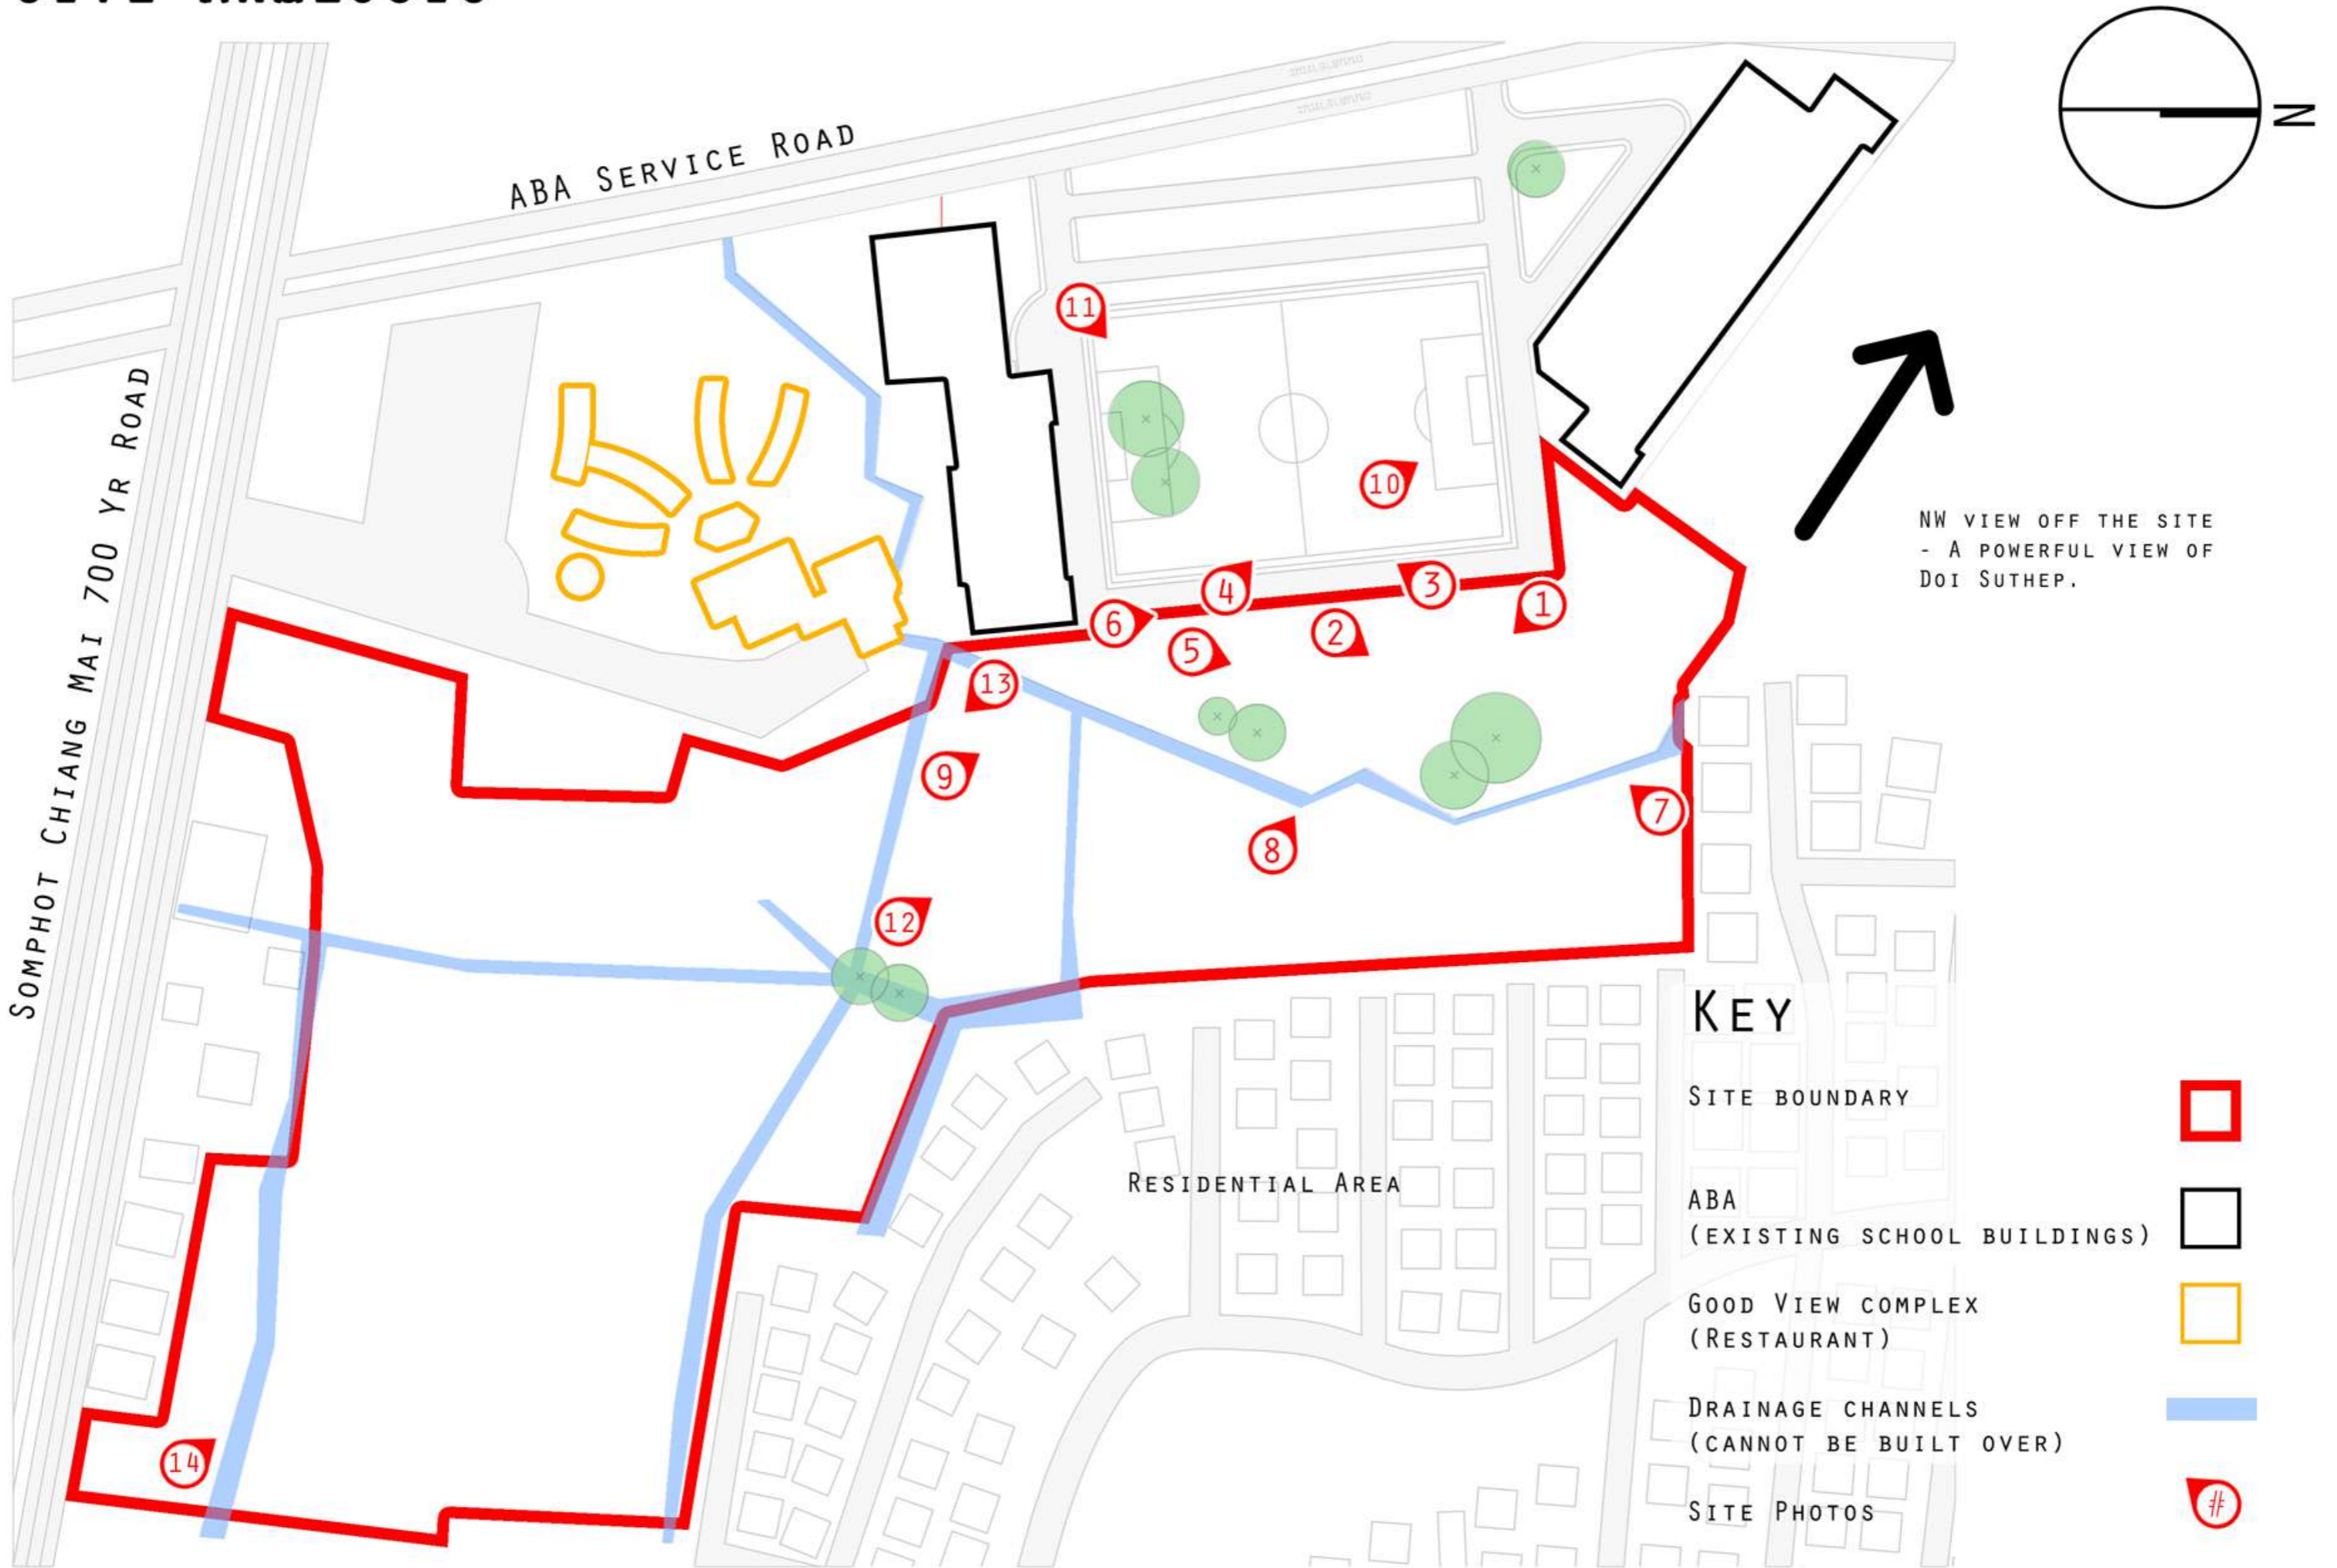 N
ABA Service Road
Somphot Chiang Mai 700 Yr Road
11
10
4
3
1
6
5
2
13
9
7
8
12
14
NW view off the site
- A powerful view of
Doi Suthep.
Residential Area
Key
Site boundary
ABA
(existing school buildings)
Good View complex
(Restaurant)
Drainage channels
(cannot be built over)
Site Photos
#